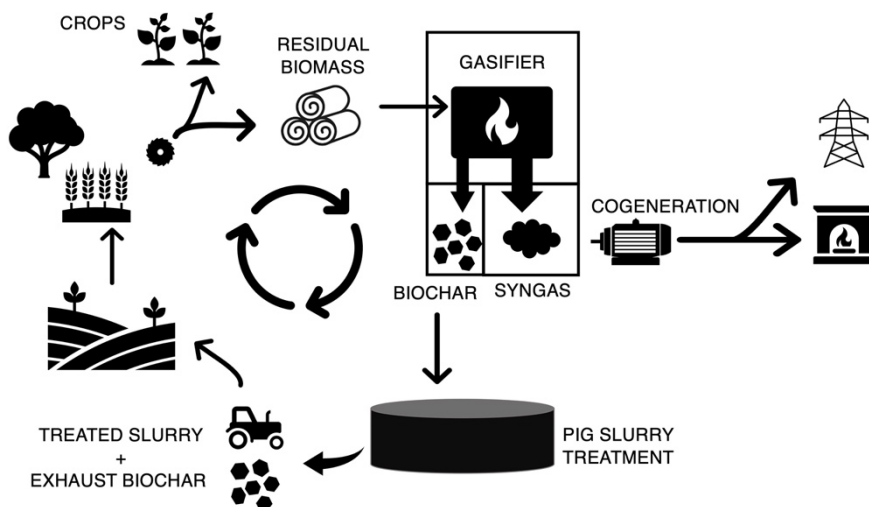 CROPS
RESIDUAL
BIOMASS
GASIFIER
COGENERATION
BIOCHAR
SYNGAS
TREATED SLURRY
+
EXHAUST BIOCHAR
PIG SLURRY
TREATMENT